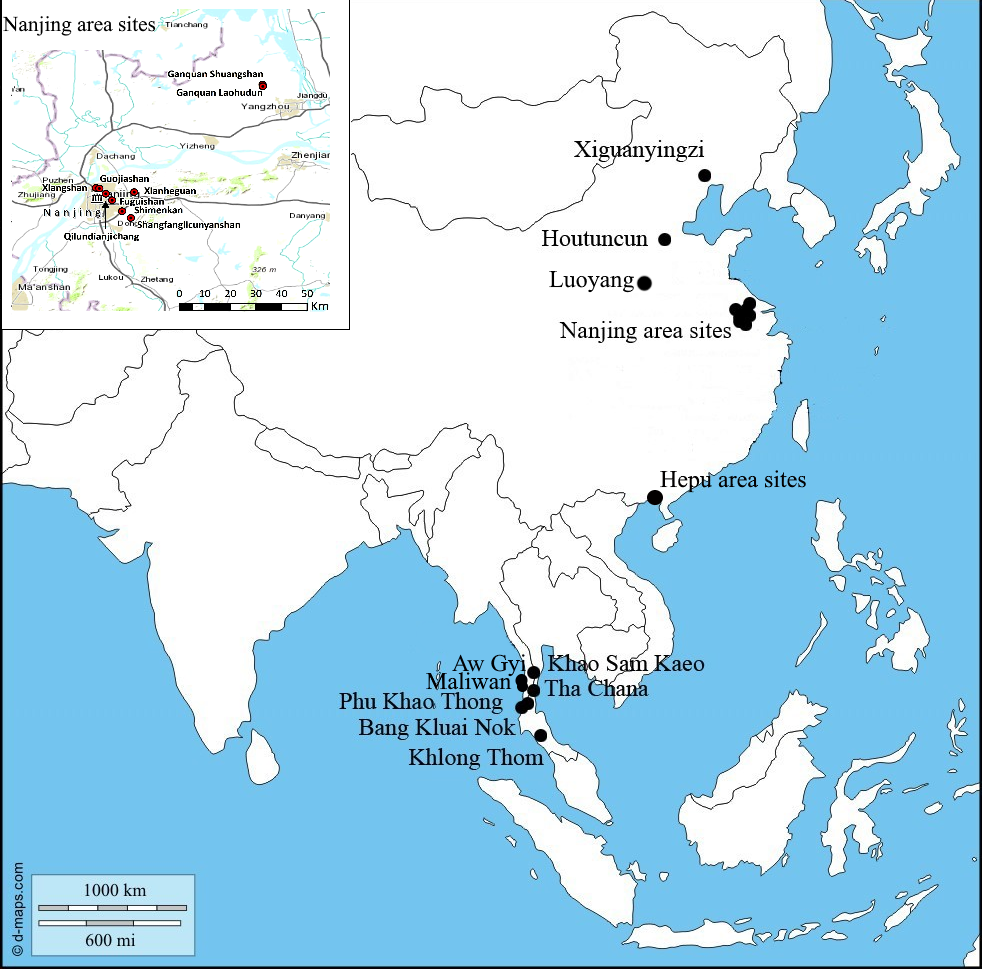 Nanjing area sites
Tianchang
'an
Ganquan Shuangshan
Ganquan Laohudun
Jiangdu
Yangzhou
Yizheng
Dachang
Zhenjiar
Puzhen
Guojiashan
Xiangshan
Xianheguan
Zhujiang
Fuguishan
Nanjing
Shimenkan
Danyang
Shangfanglicunyanshan
Qilundianjichang
Tongjing
Lukou
Zhetang
326 m
Ma'anshan
R
0 10 20 30 40 50
Km
Xiguanyingzi
Houtuncun
Luoyang
Nanjing area sites
Hepu area sites
Aw Gyi
Khao Sam Kaeo
Maliwan
Tha Chana
Phu Khao Thong
Bang Kluai Nok
Khlong Thom
1000 km
600 mi
© d-maps.com